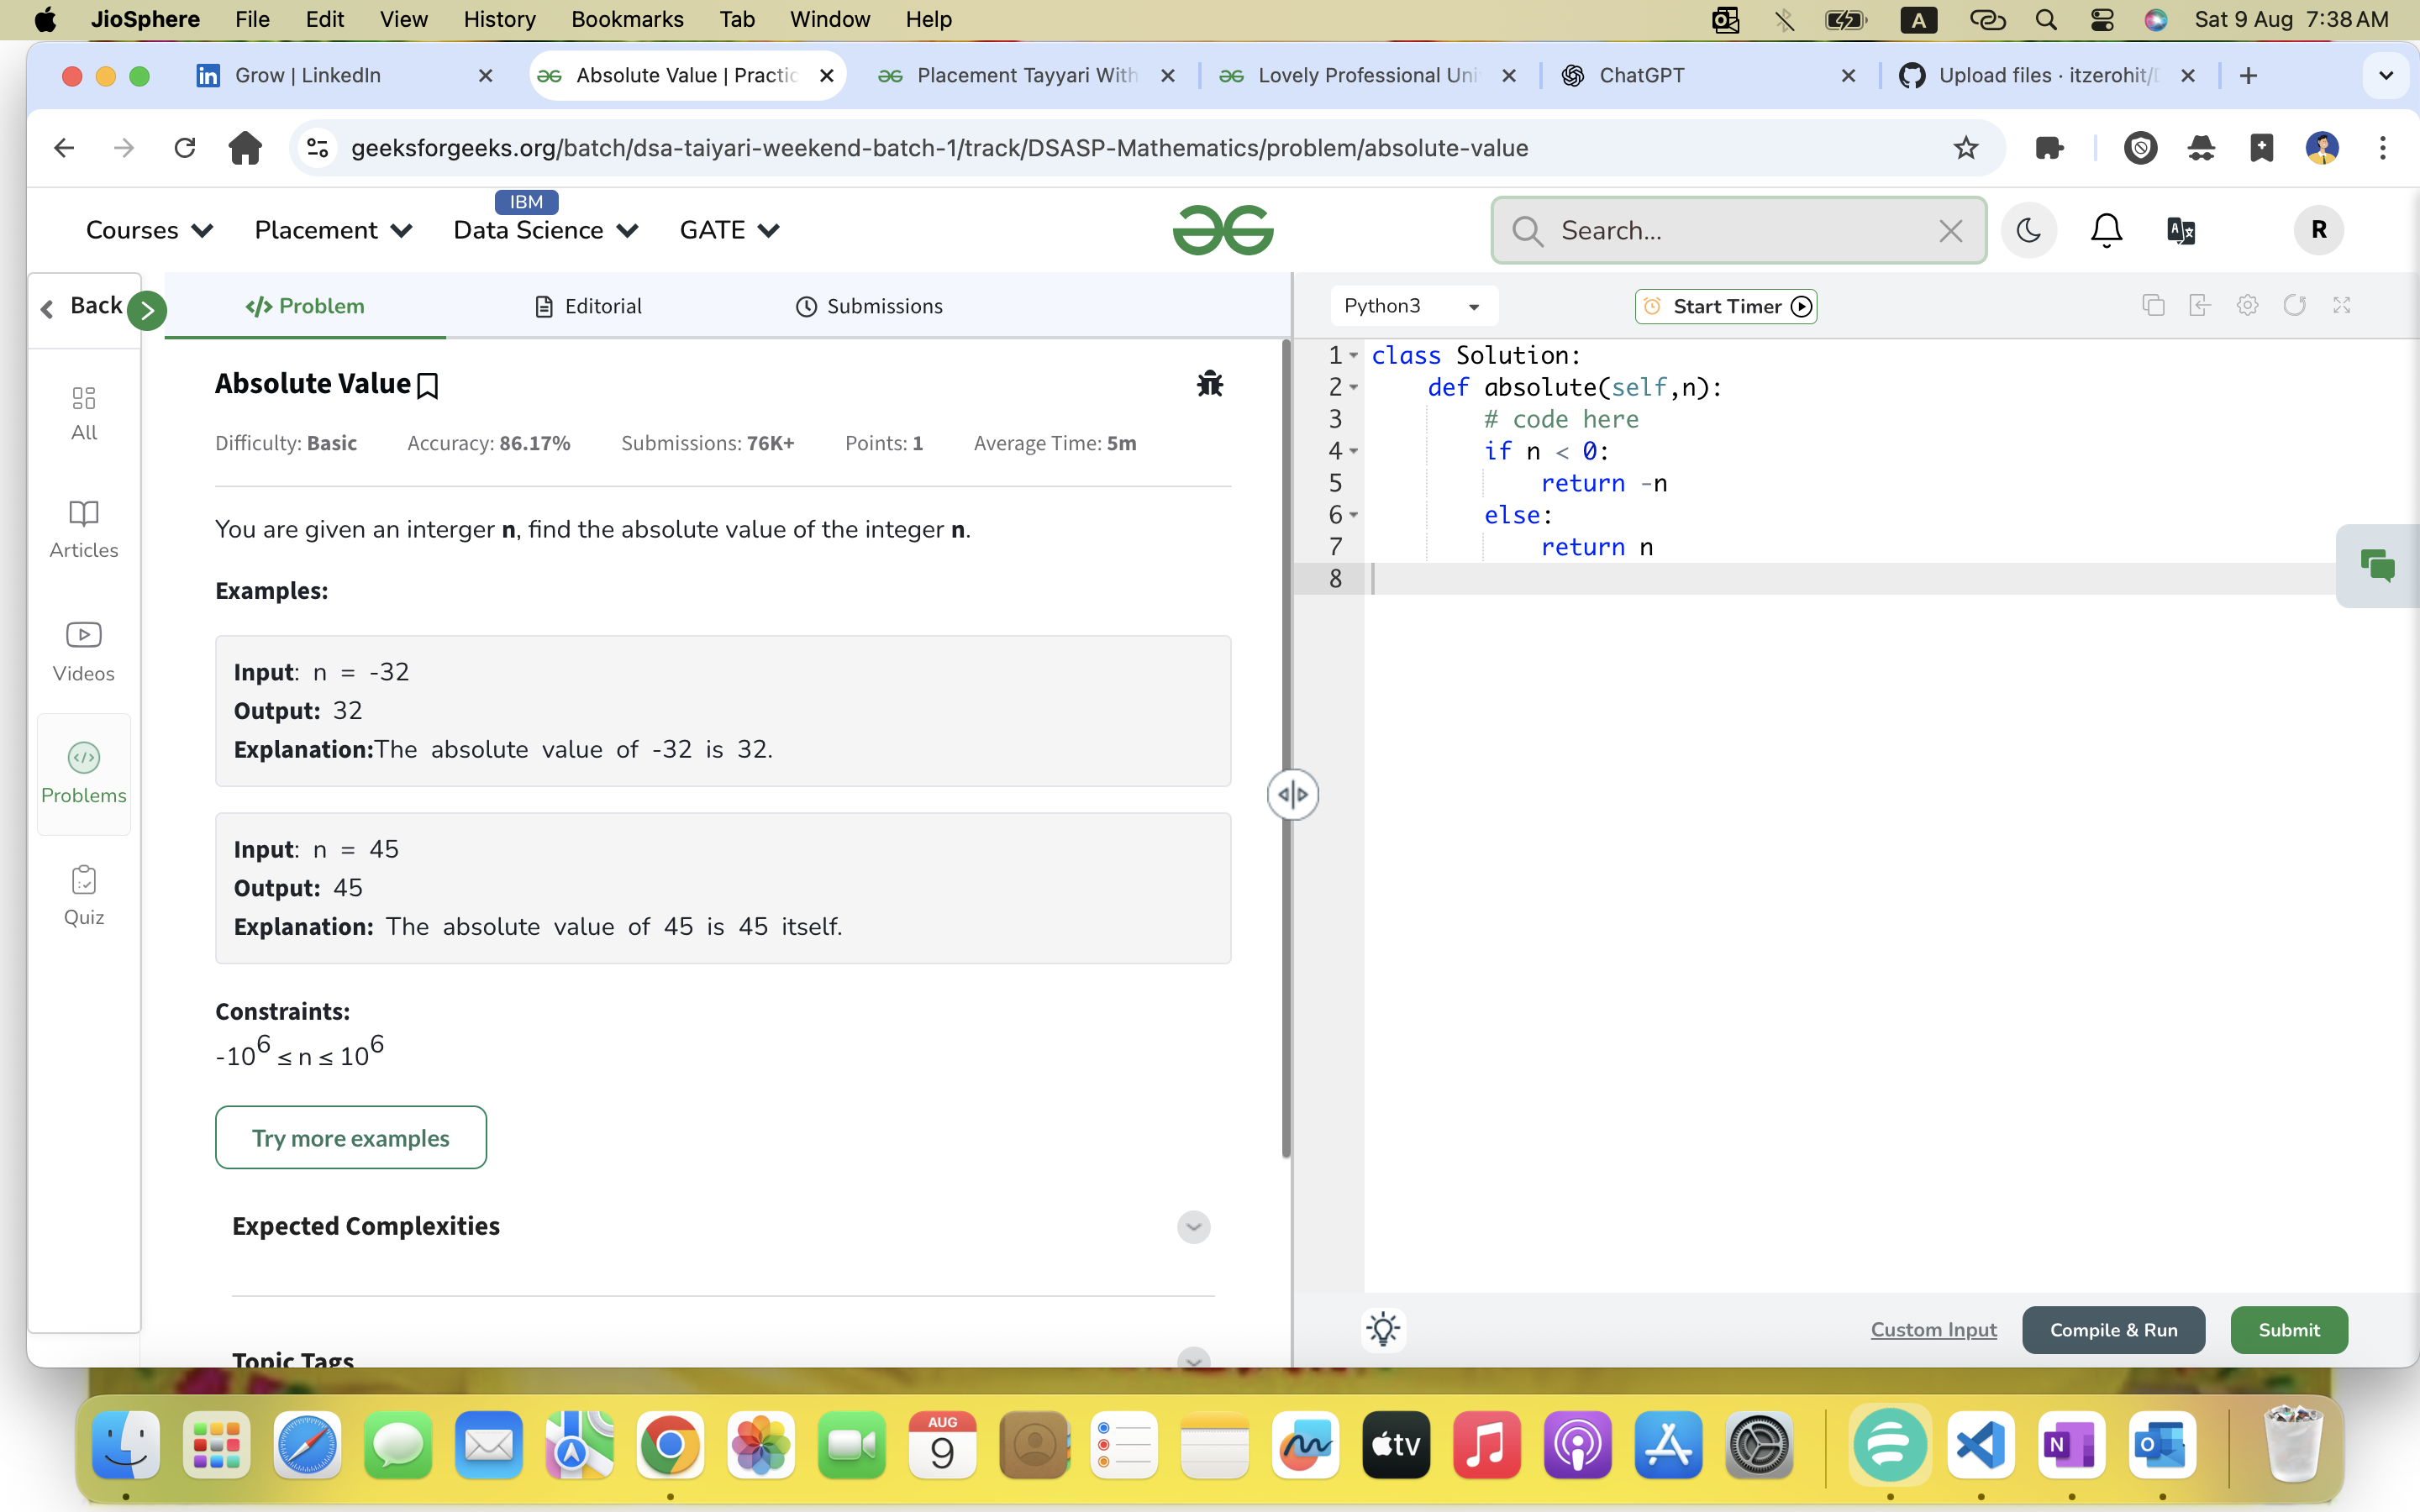 JioSphere File Edit View History Bookmarks Tab Window Help A Sat 9 Aug 7:38 AM
in Grow | LinkedIn Absolute Value | Practic Placement Tayyari With Lovely Professional Uni ChatGPT Upload files · itzerohit/
geeksforgeeks.org/batch/dsa-taiyari-weekend-batch-1/track/DSASP-Mathematics/problem/absolute-value
IBM
Courses Placement Data Science GATE Search... R
Back </> Problem Editorial Submissions Python3 Start Timer
All
Articles
Videos
Problems
Quiz
Absolute Value
Difficulty: Basic Accuracy: 86.17% Submissions: 76K+ Points: 1 Average Time: 5m
You are given an interger n, find the absolute value of the integer n.
Examples:
Input: n = -32
Output: 32
Explanation:The absolute value of -32 is 32.
Input: n = 45
Output: 45
Explanation: The absolute value of 45 is 45 itself.
Constraints:
-10^6 ≤ n ≤ 10^6
Try more examples
Expected Complexities
Topic Tags
1 class Solution:
2     def absolute(self,n):
3         # code here
4         if n < 0:
5             return -n
6         else:
7             return n
8
Custom Input Compile & Run Submit
AUG
9
tv
N
O